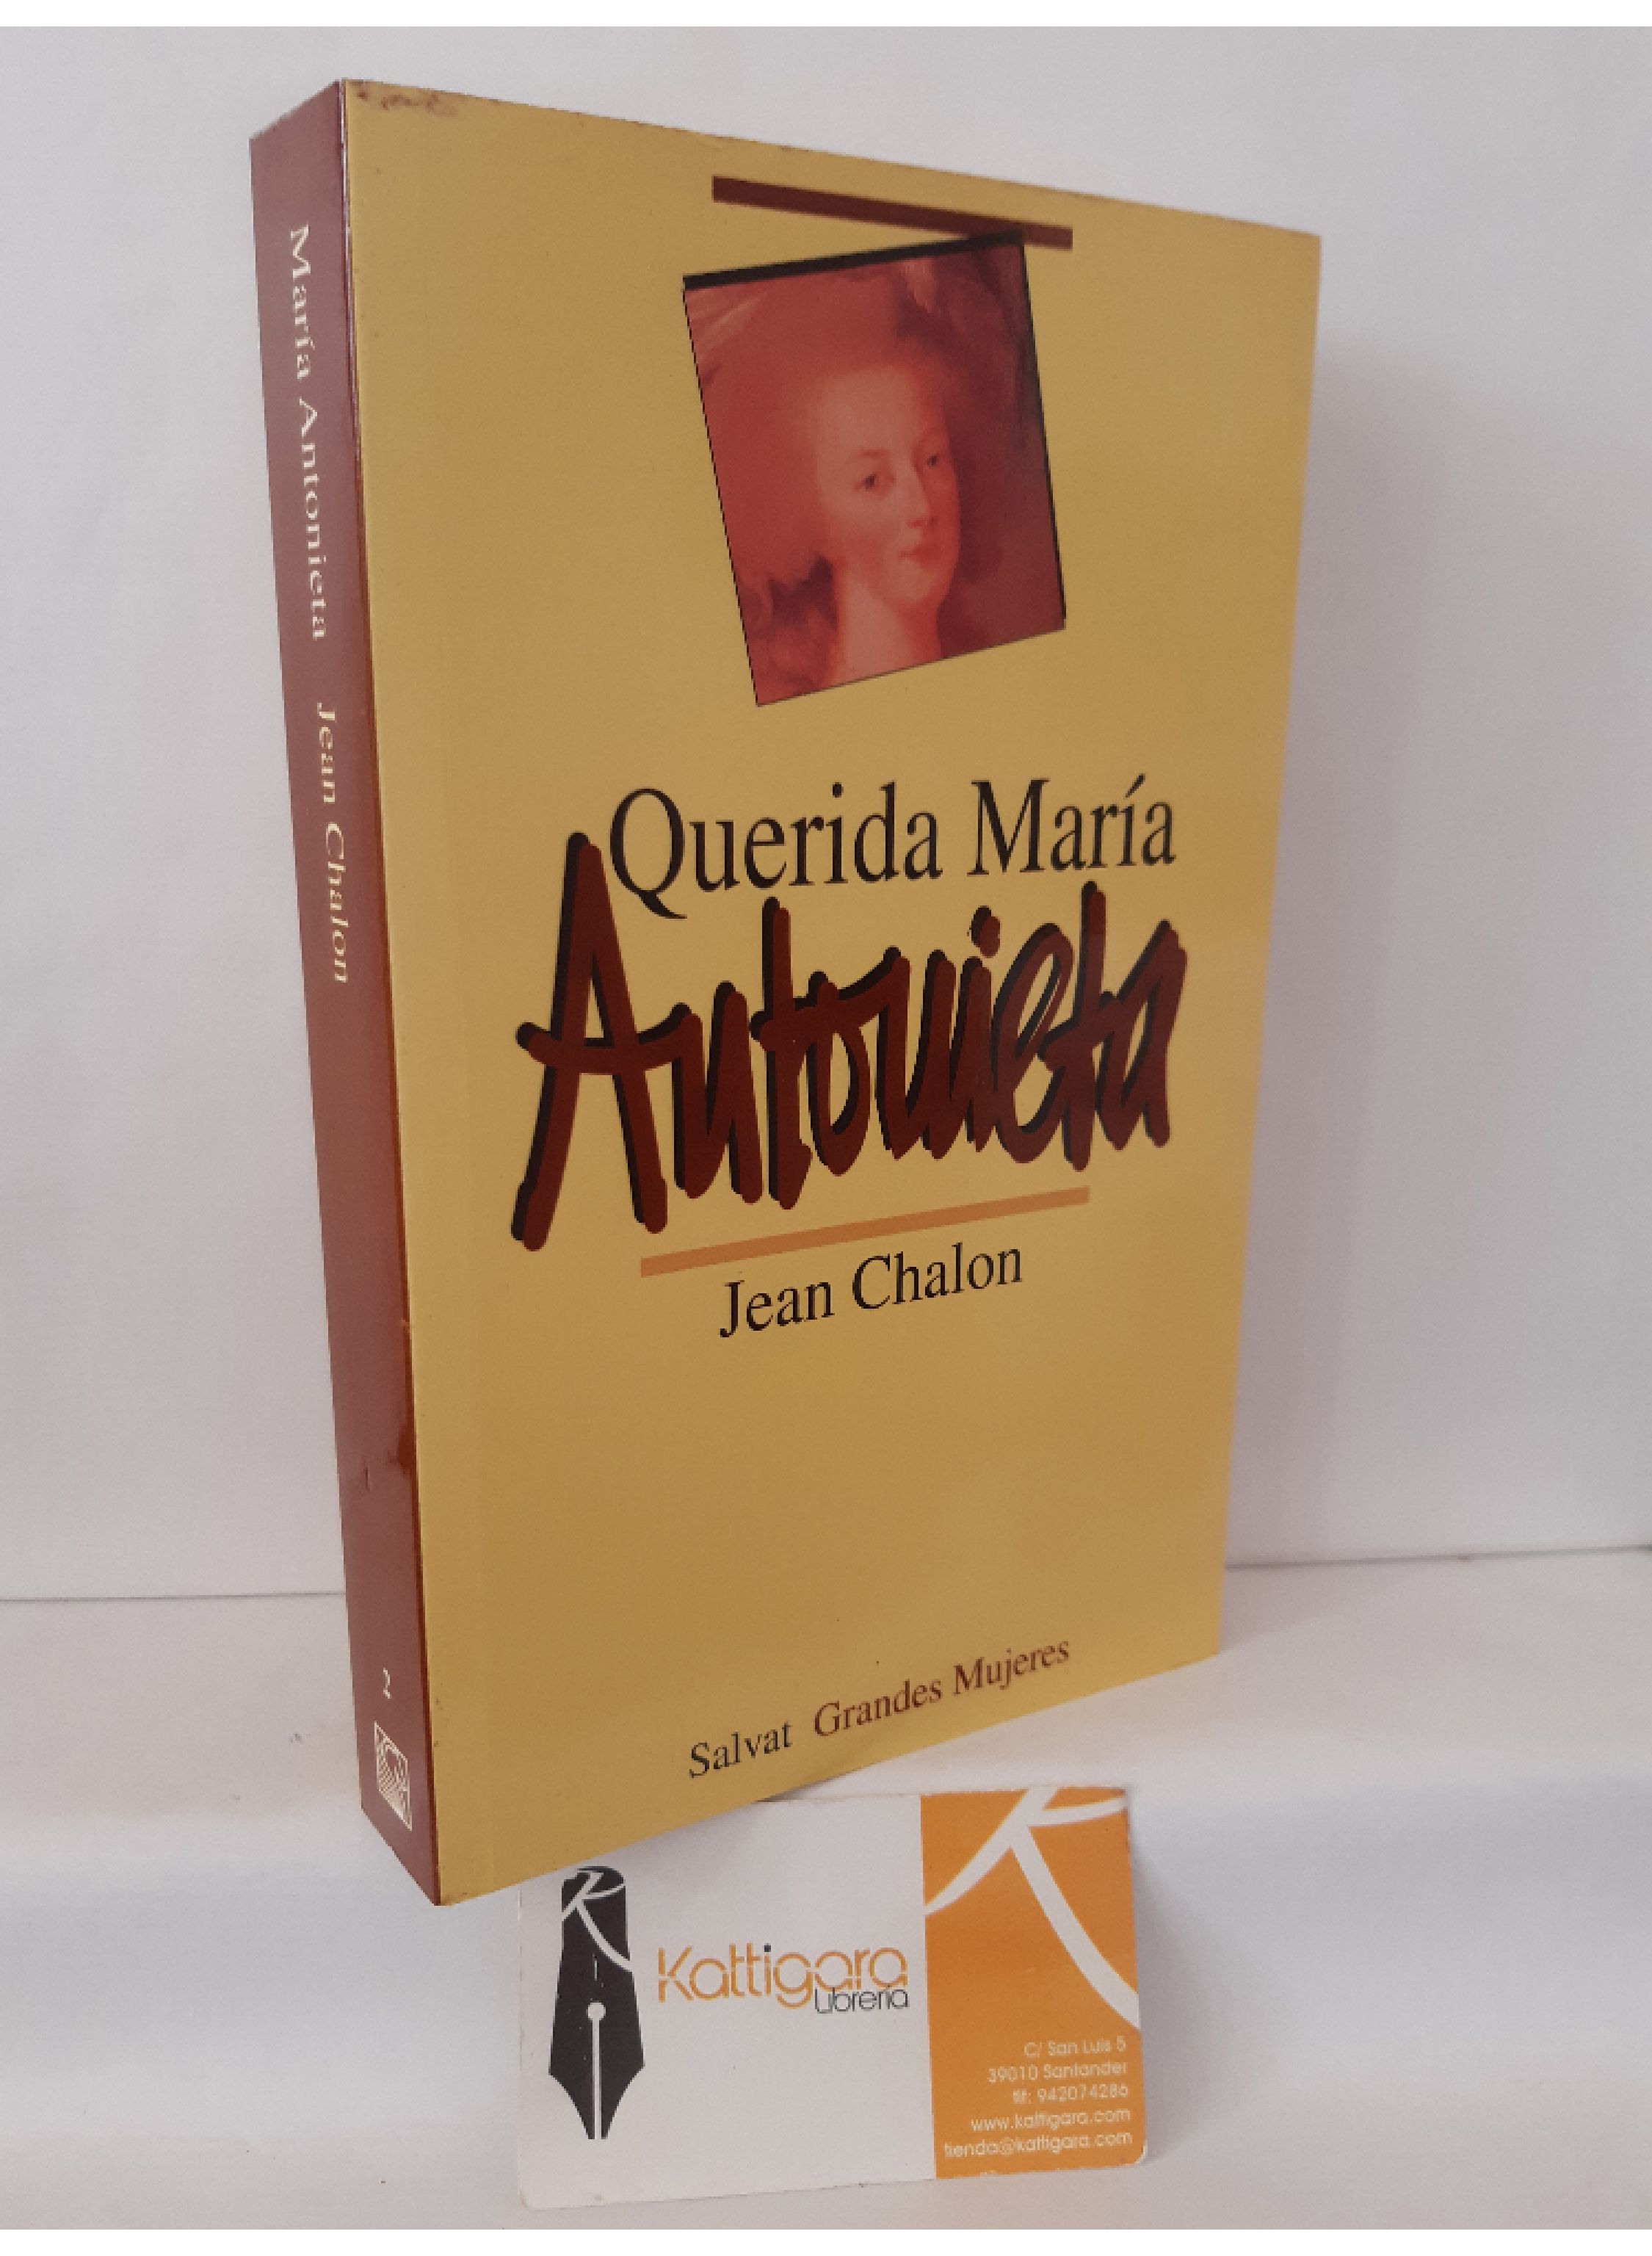 María Antonieta Jean Chalon
2
Querida María
Antonieta
Jean Chalon
Salvat Grandes Mujeres
K
Kattigara
Librería
K
C/ San Luis 5
39010 Santander
tlf: 942074286
www.kattigara.com
tienda@kattigara.com